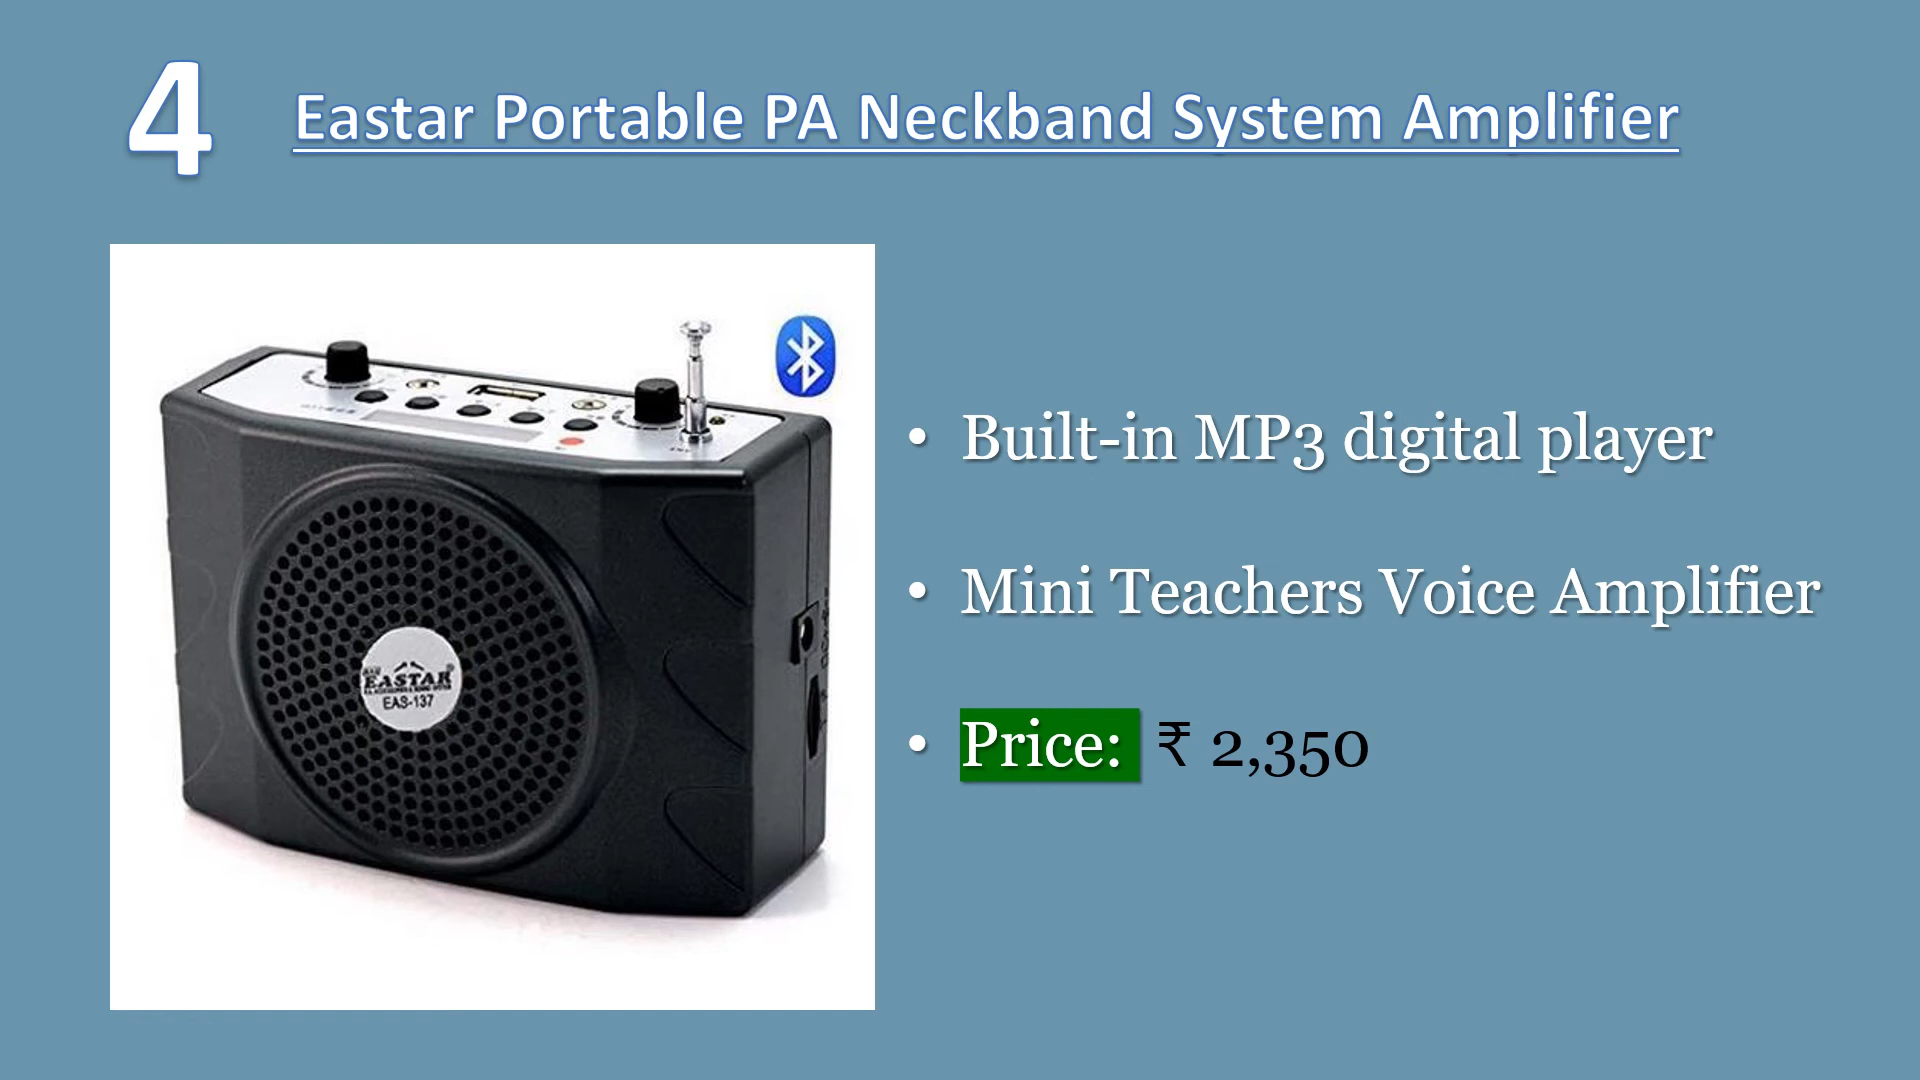 4
Eastar Portable PA Neckband System Amplifier
• Built-in MP3 digital player
• Mini Teachers Voice Amplifier
• Price: ₹ 2,350
EASTAR
EAS-137